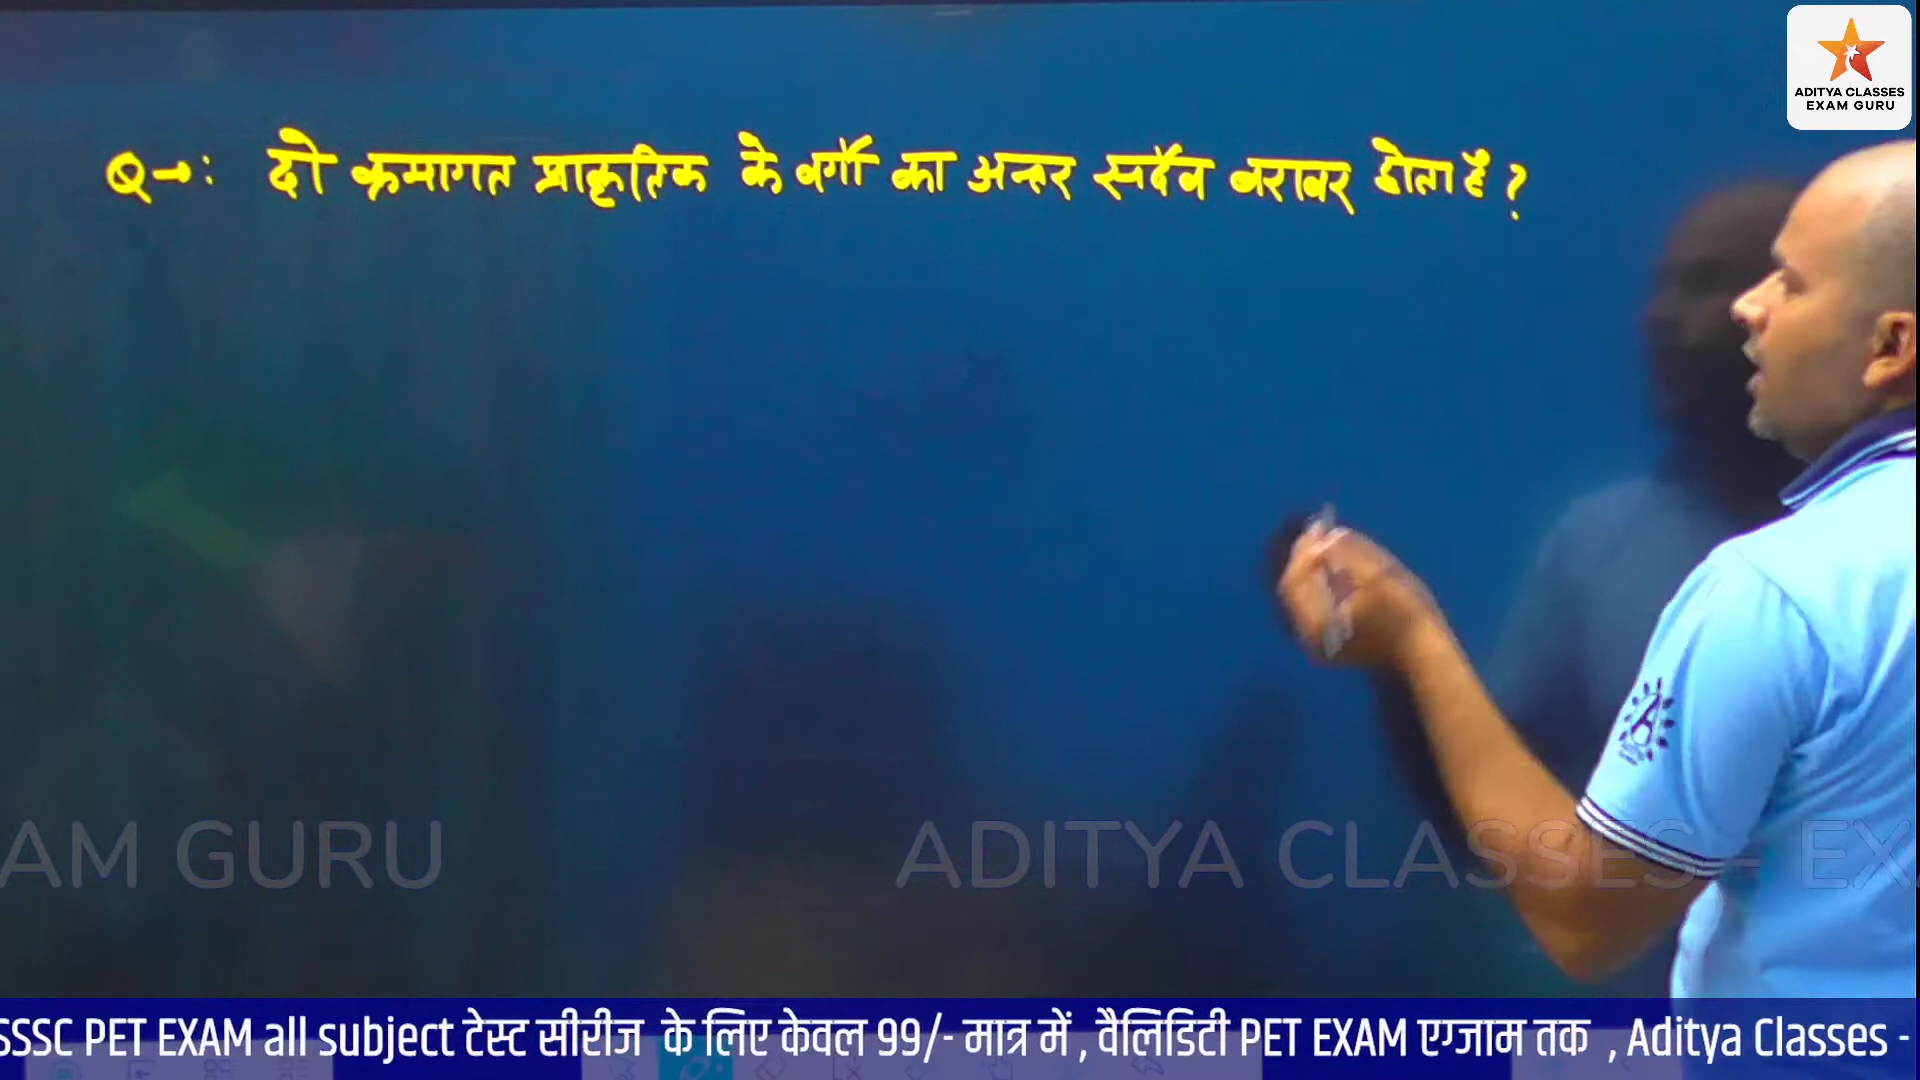 ADITYA CLASSES
EXAM GURU
Q→: दो क्रमागत प्राकृतिक के वर्गों का अन्तर सदैव बराबर होता है ?
AM GURU
ADITYA CLASSES - EX
SSSC PET EXAM all subject टेस्ट सीरीज के लिए केवल 99/- मात्र में , वैलिडिटी PET EXAM एग्जाम तक , Aditya Classes -